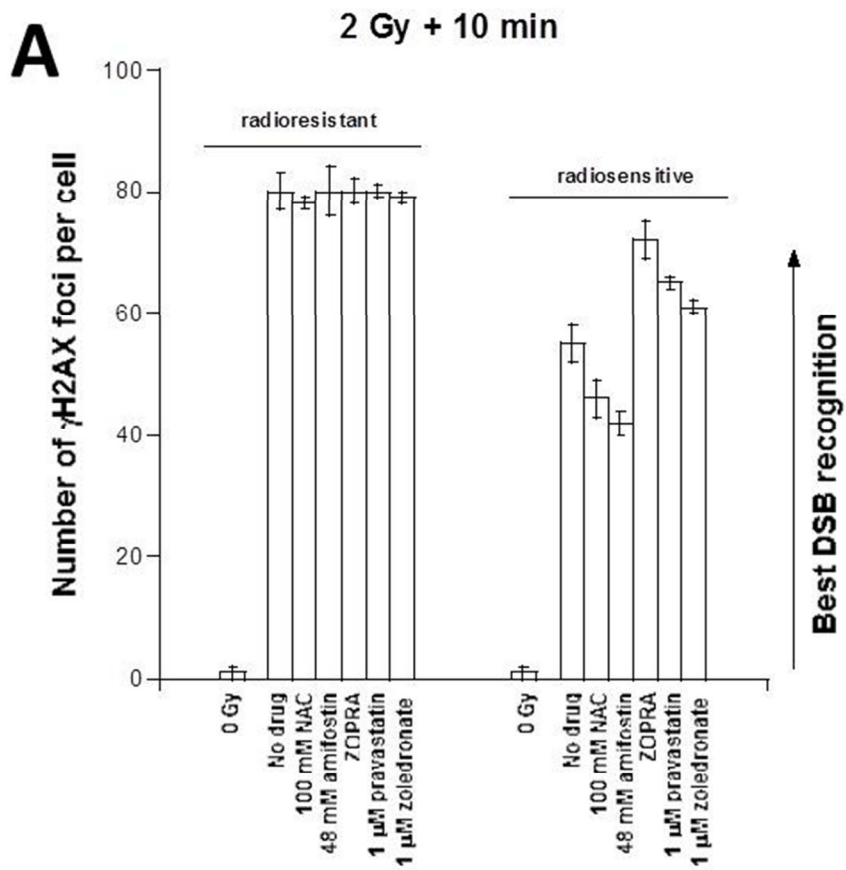 A
2 Gy + 10 min
Number of γH2AX foci per cell
100
80
60
40
20
0
radioresistant
radiosensitive
Best DSB recognition
0 Gy
No drug
100 mM NAC
48 mM amifostin
ZOPRA
1 µM pravastatin
1 µM zoledronate
0 Gy
No drug
100 mM NAC
48 mM amifostin
ZOPRA
1 µM pravastatin
1 µM zoledronate